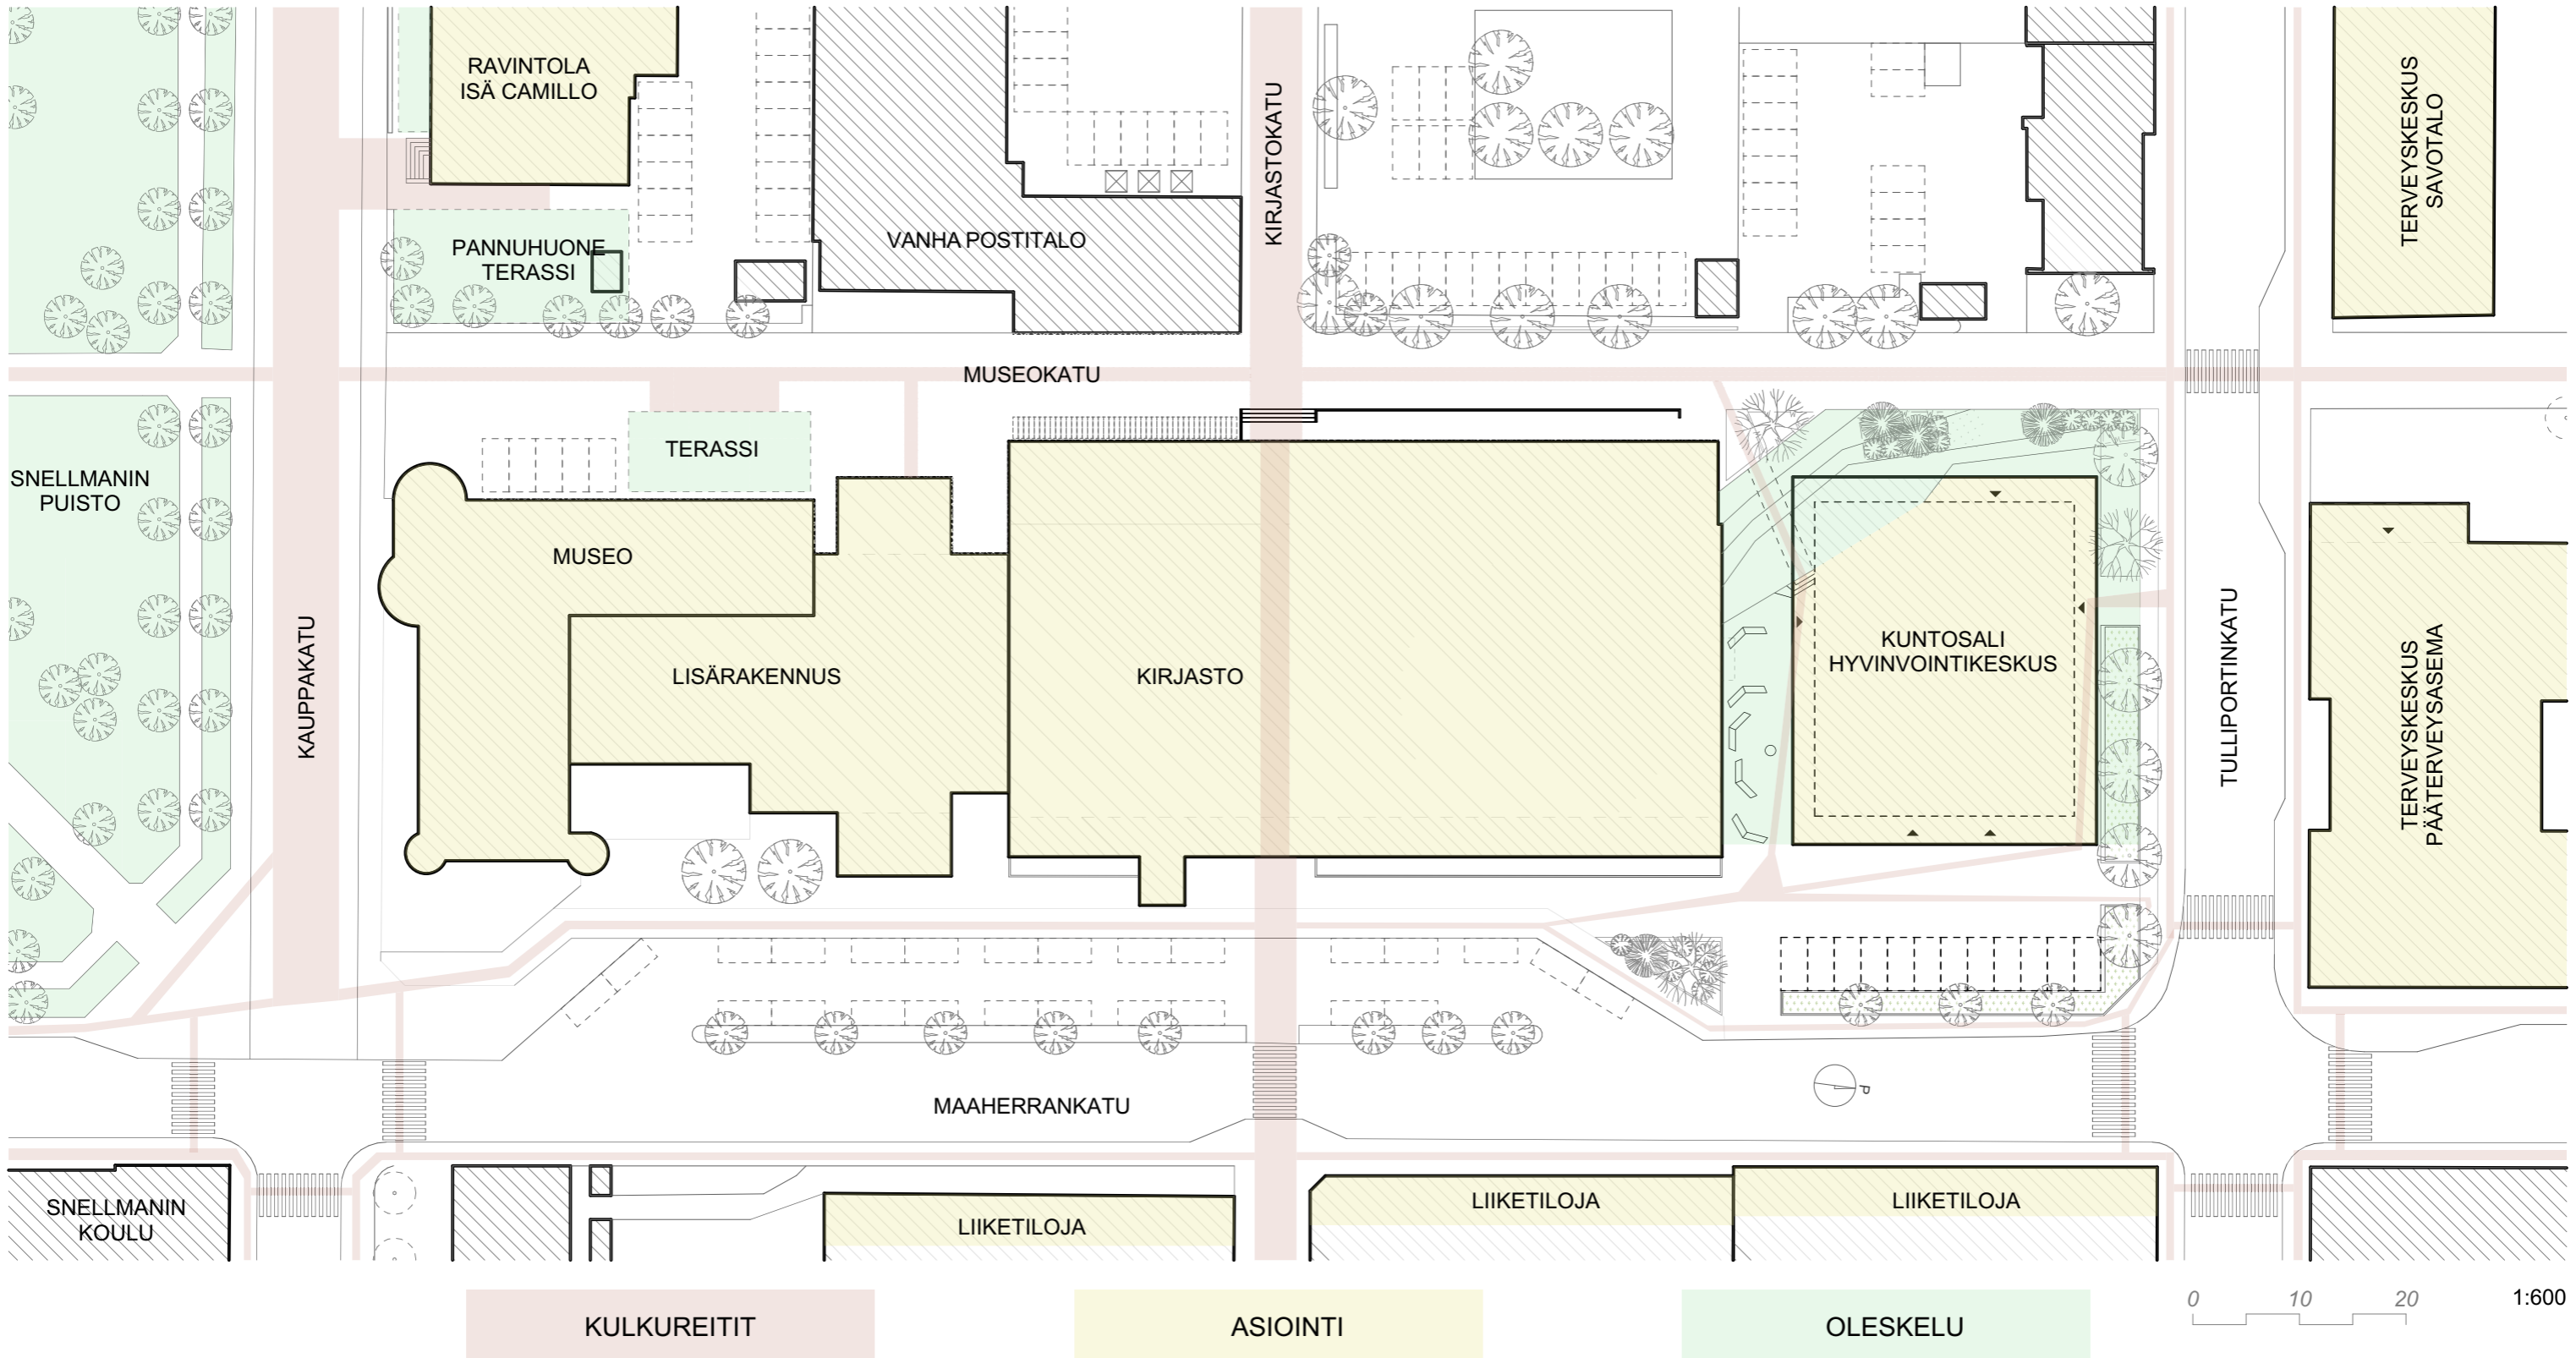 RAVINTOLA
ISÄ CAMILLO
PANNUHUONE
TERASSI
VANHA POSTITALO
KIRJASTOKATU
TERVEYSKESKUS
SAVOTALO
MUSEOKATU
TERASSI
SNELLMANIN
PUISTO
KAUPPAKATU
MUSEO
LISÄRAKENNUS
KIRJASTO
KUNTOSALI
HYVINVOINTIKESKUS
TULLIPORTINKATU
TERVEYSKESKUS
PÄÄTERVEYSASEMA
MAAHERRANKATU
P
SNELLMANIN
KOULU
LIIKETILOJA
LIIKETILOJA
LIIKETILOJA
KULKUREITIT
ASIOINTI
OLESKELU
0 10 20
1:600